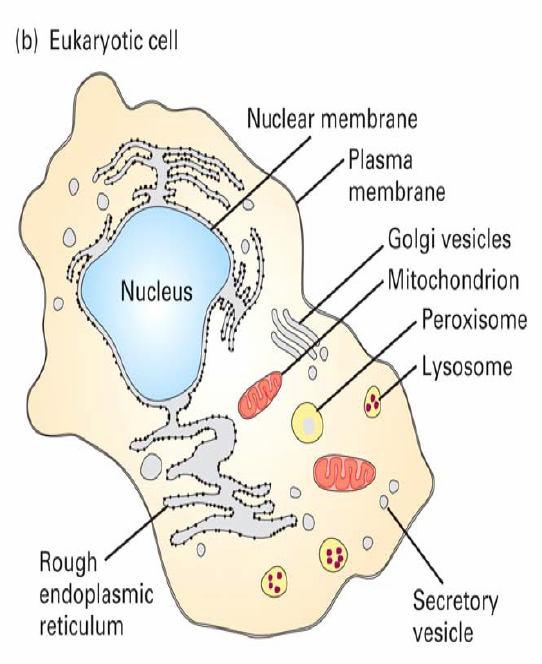 (b) Eukaryotic cell
Nuclear membrane
Plasma
membrane
Golgi vesicles
Mitochondrion
Peroxisome
Lysosome
Nucleus
Rough
endoplasmic
reticulum
Secretory
vesicle